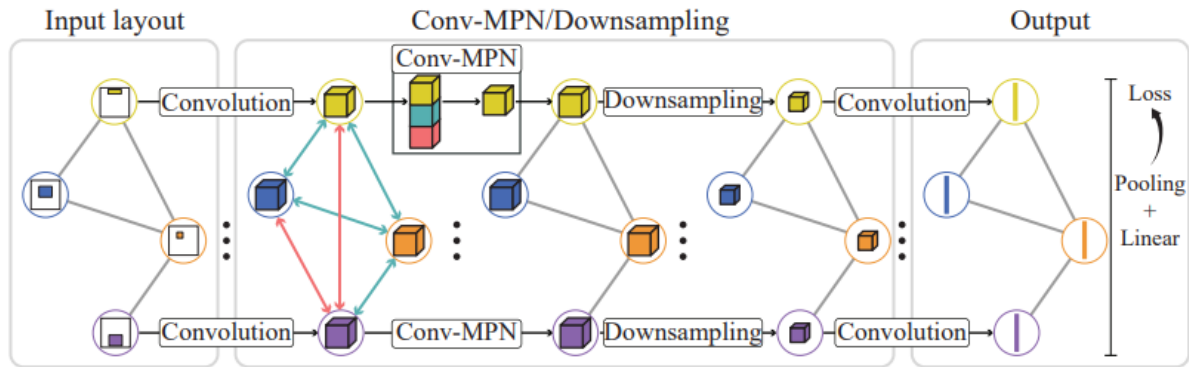 Input layout
Conv-MPN/Downsampling
Output
Conv-MPN
Convolution
Downsampling
Convolution
Loss
Pooling
+
Linear
Convolution
Conv-MPN
Downsampling
Convolution